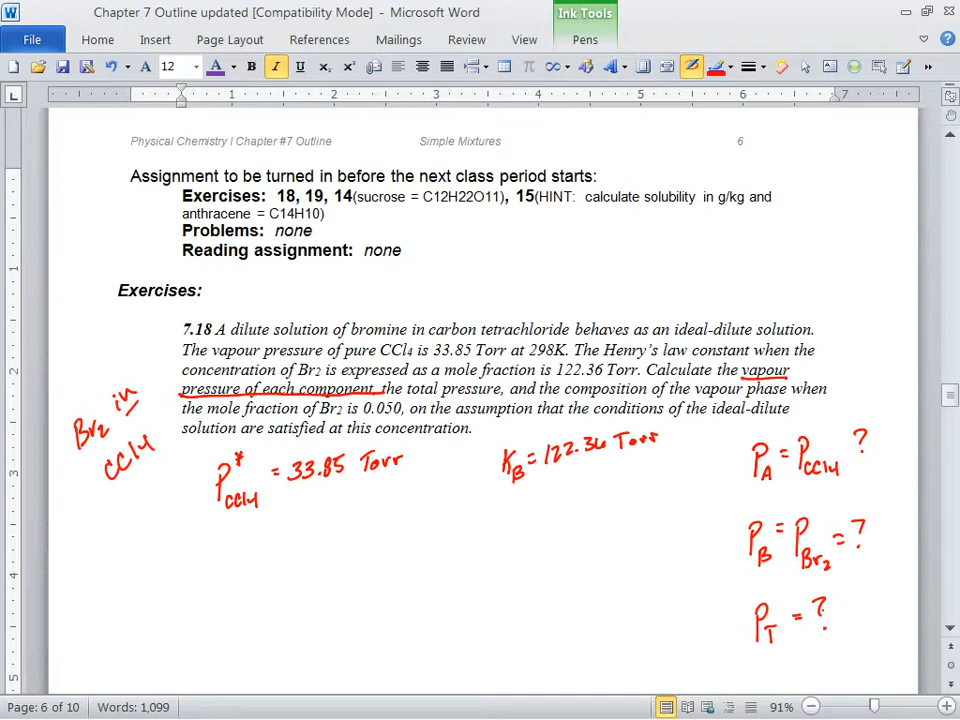 Chapter 7 Outline updated [Compatibility Mode] - Microsoft Word
Ink Tools
File Home Insert Page Layout References Mailings Review View Pens
12
Physical Chemistry I Chapter #7 Outline Simple Mixtures 6
Assignment to be turned in before the next class period starts:
Exercises: 18, 19, 14(sucrose = C12H22O11), 15(HINT: calculate solubility in g/kg and
anthracene = C14H10)
Problems: none
Reading assignment: none
Exercises:
7.18 A dilute solution of bromine in carbon tetrachloride behaves as an ideal-dilute solution.
The vapour pressure of pure CCl4 is 33.85 Torr at 298K. The Henry's law constant when the
concentration of Br2 is expressed as a mole fraction is 122.36 Torr. Calculate the vapour
pressure of each component, the total pressure, and the composition of the vapour phase when
the mole fraction of Br2 is 0.050, on the assumption that the conditions of the ideal-dilute
solution are satisfied at this concentration.
Br2 in
CCl4
P*CCl4 = 33.85 Torr
KB = 122.36 Torr
PA = PCCl4 ?
PB = PBr2 = ?
PT = ?
Page: 6 of 10 Words: 1,099 91%